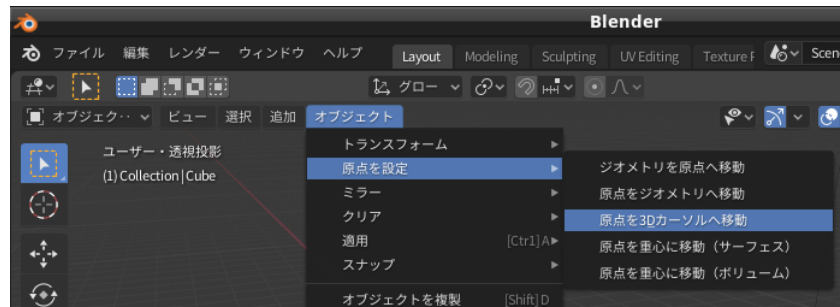 Blender
ファイル 編集 レンダー ウィンドウ ヘルプ Layout Modeling Sculpting UV Editing Texture F Scen
グロー
オブジェク‥ ビュー 選択 追加 オブジェクト
ユーザー・透視投影
(1) Collection | Cube
トランスフォーム
原点を設定
ミラー
クリア
適用 [Ctrl]A
スナップ
オブジェクトを複製 [Shift]D
ジオメトリを原点へ移動
原点をジオメトリへ移動
原点を3Dカーソルへ移動
原点を重心に移動（サーフェス）
原点を重心に移動（ボリューム）